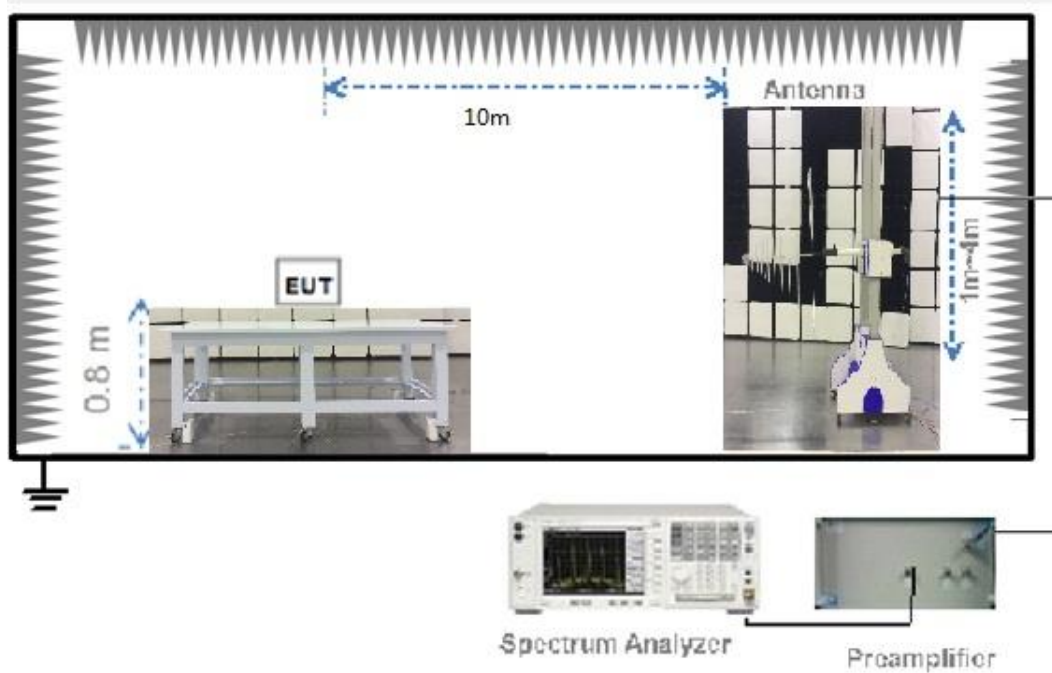 Antenna
10m
1m~4m
EUT
0.8 m
Spectrum Analyzer
Preamplifier